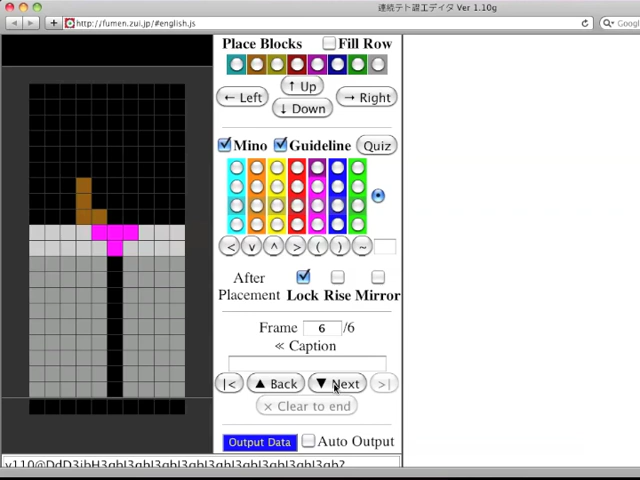 連続テト譜エディタ Ver 1.10g
http://fumen.zui.jp/#english.js
Googl
Place Blocks Fill Row
↑ Up
← Left → Right
↓ Down
Mino Guideline Quiz
< v ^ > ( ) ~
After Placement Lock Rise Mirror
Frame 6 /6
≪ Caption
|< ▲ Back ▼ Next >|
× Clear to end
Output Data Auto Output